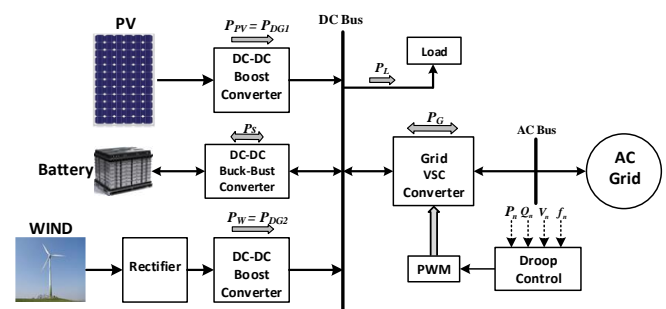 PV
P_PV = P_DG1
DC Bus
DC-DC
Boost
Converter
P_L
Load
Battery
P_S
DC-DC
Buck-Bust
Converter
P_G
Grid
VSC
Converter
AC Bus
AC
Grid
WIND
P_W = P_DG2
Rectifier
DC-DC
Boost
Converter
PWM
P_n Q_n V_n f_n
Droop
Control